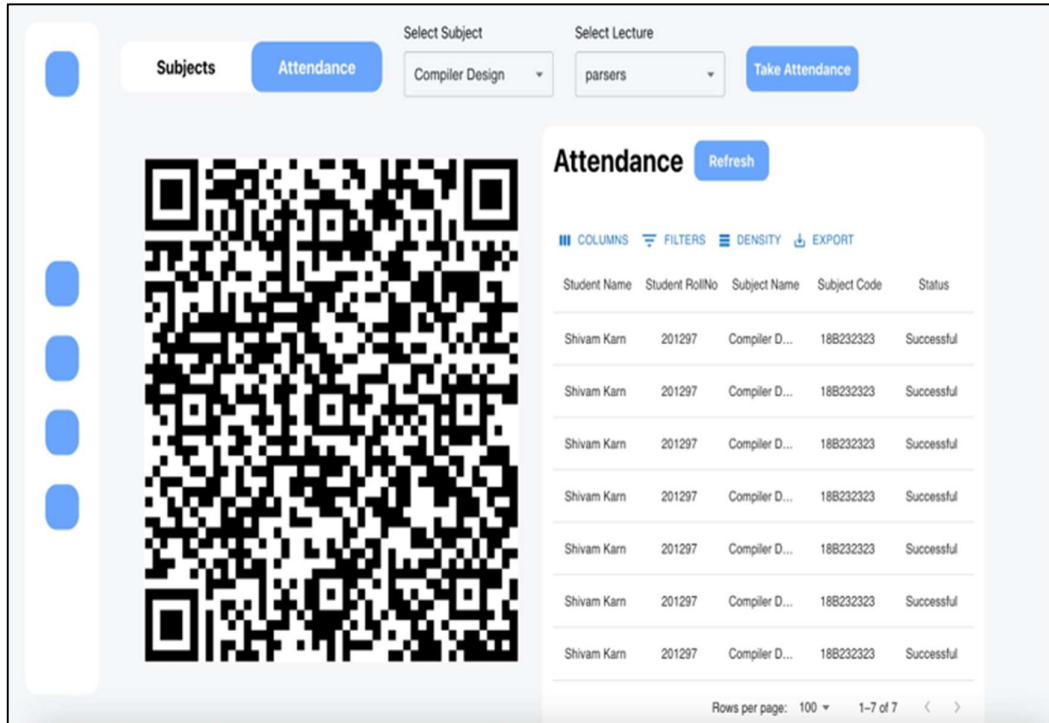 Select Subject Select Lecture
Subjects Attendance Compiler Design parsers Take Attendance
Attendance Refresh
COLUMNS FILTERS DENSITY EXPORT
Student Name Student RollNo Subject Name Subject Code Status
Shivam Karn 201297 Compiler D... 18B232323 Successful
Shivam Karn 201297 Compiler D... 18B232323 Successful
Shivam Karn 201297 Compiler D... 18B232323 Successful
Shivam Karn 201297 Compiler D... 18B232323 Successful
Shivam Karn 201297 Compiler D... 18B232323 Successful
Shivam Karn 201297 Compiler D... 18B232323 Successful
Shivam Karn 201297 Compiler D... 18B232323 Successful
Rows per page: 100 1–7 of 7